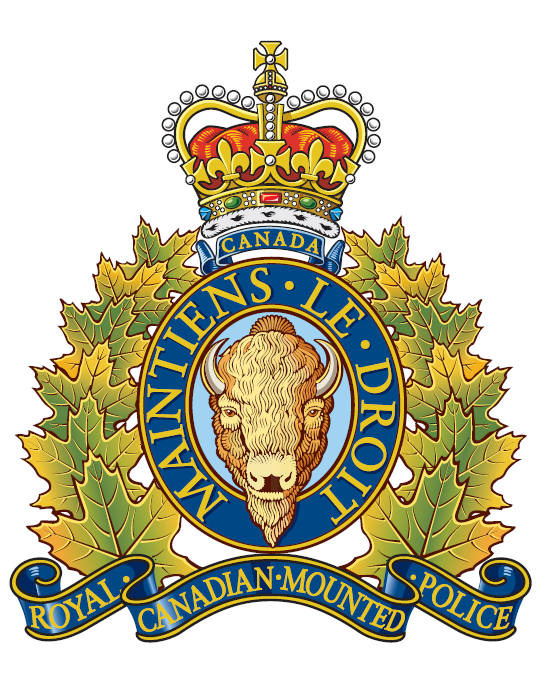 CANADA
MAINTIENS · LE · DROIT
ROYAL · CANADIAN · MOUNTED · POLICE